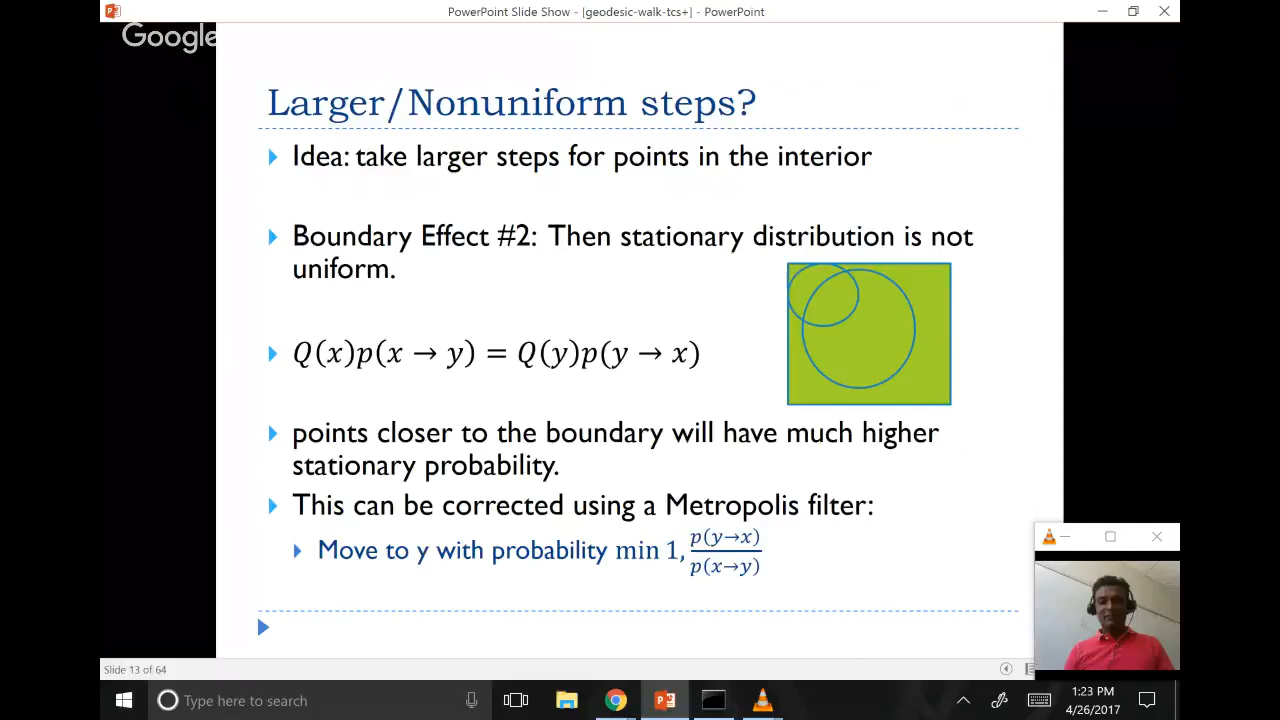 PowerPoint Slide Show - [geodesic-walk-tcs+] - PowerPoint
Google
Larger/Nonuniform steps?
Idea: take larger steps for points in the interior
Boundary Effect #2: Then stationary distribution is not
uniform.
Q(x)p(x → y) = Q(y)p(y → x)
points closer to the boundary will have much higher
stationary probability.
This can be corrected using a Metropolis filter:
Move to y with probability min 1, p(y→x)/p(x→y)
Slide 13 of 64
Type here to search
1:23 PM
4/26/2017